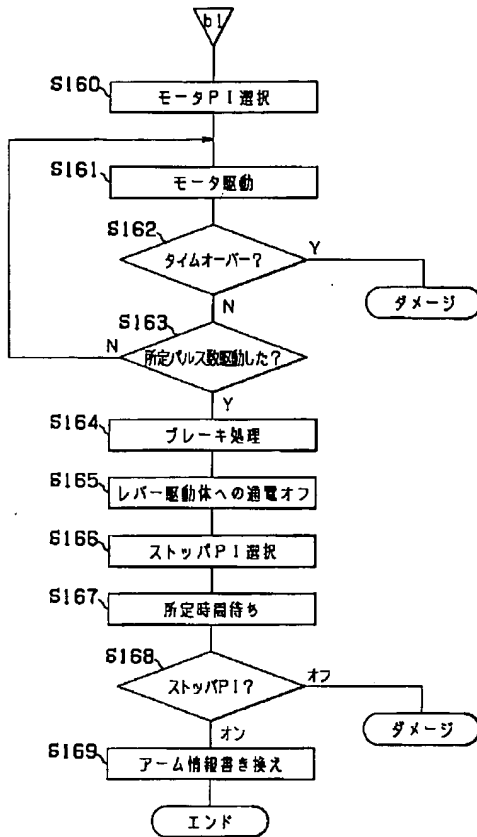 b1
S160
モータPI選択
S161
モータ駆動
S162
タイムオーバー?
Y
ダメージ
N
S163
N
所定パルス数駆動した?
Y
S164
ブレーキ処理
S165
レバー駆動体への通電オフ
S166
ストッパPI選択
S167
所定時間待ち
S168
ストッパPI?
オフ
ダメージ
オン
S169
アーム情報書き換え
エンド